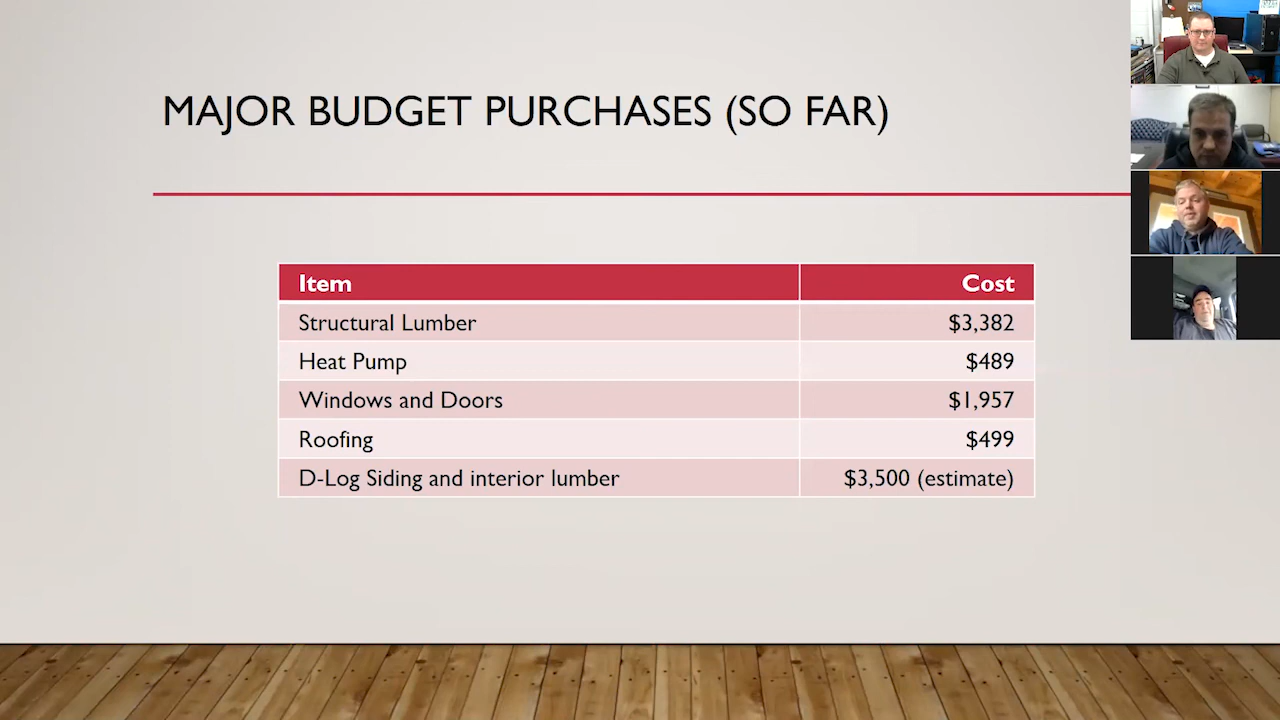 MAJOR BUDGET PURCHASES (SO FAR)
Item Cost
Structural Lumber $3,382
Heat Pump $489
Windows and Doors $1,957
Roofing $499
D-Log Siding and interior lumber $3,500 (estimate)